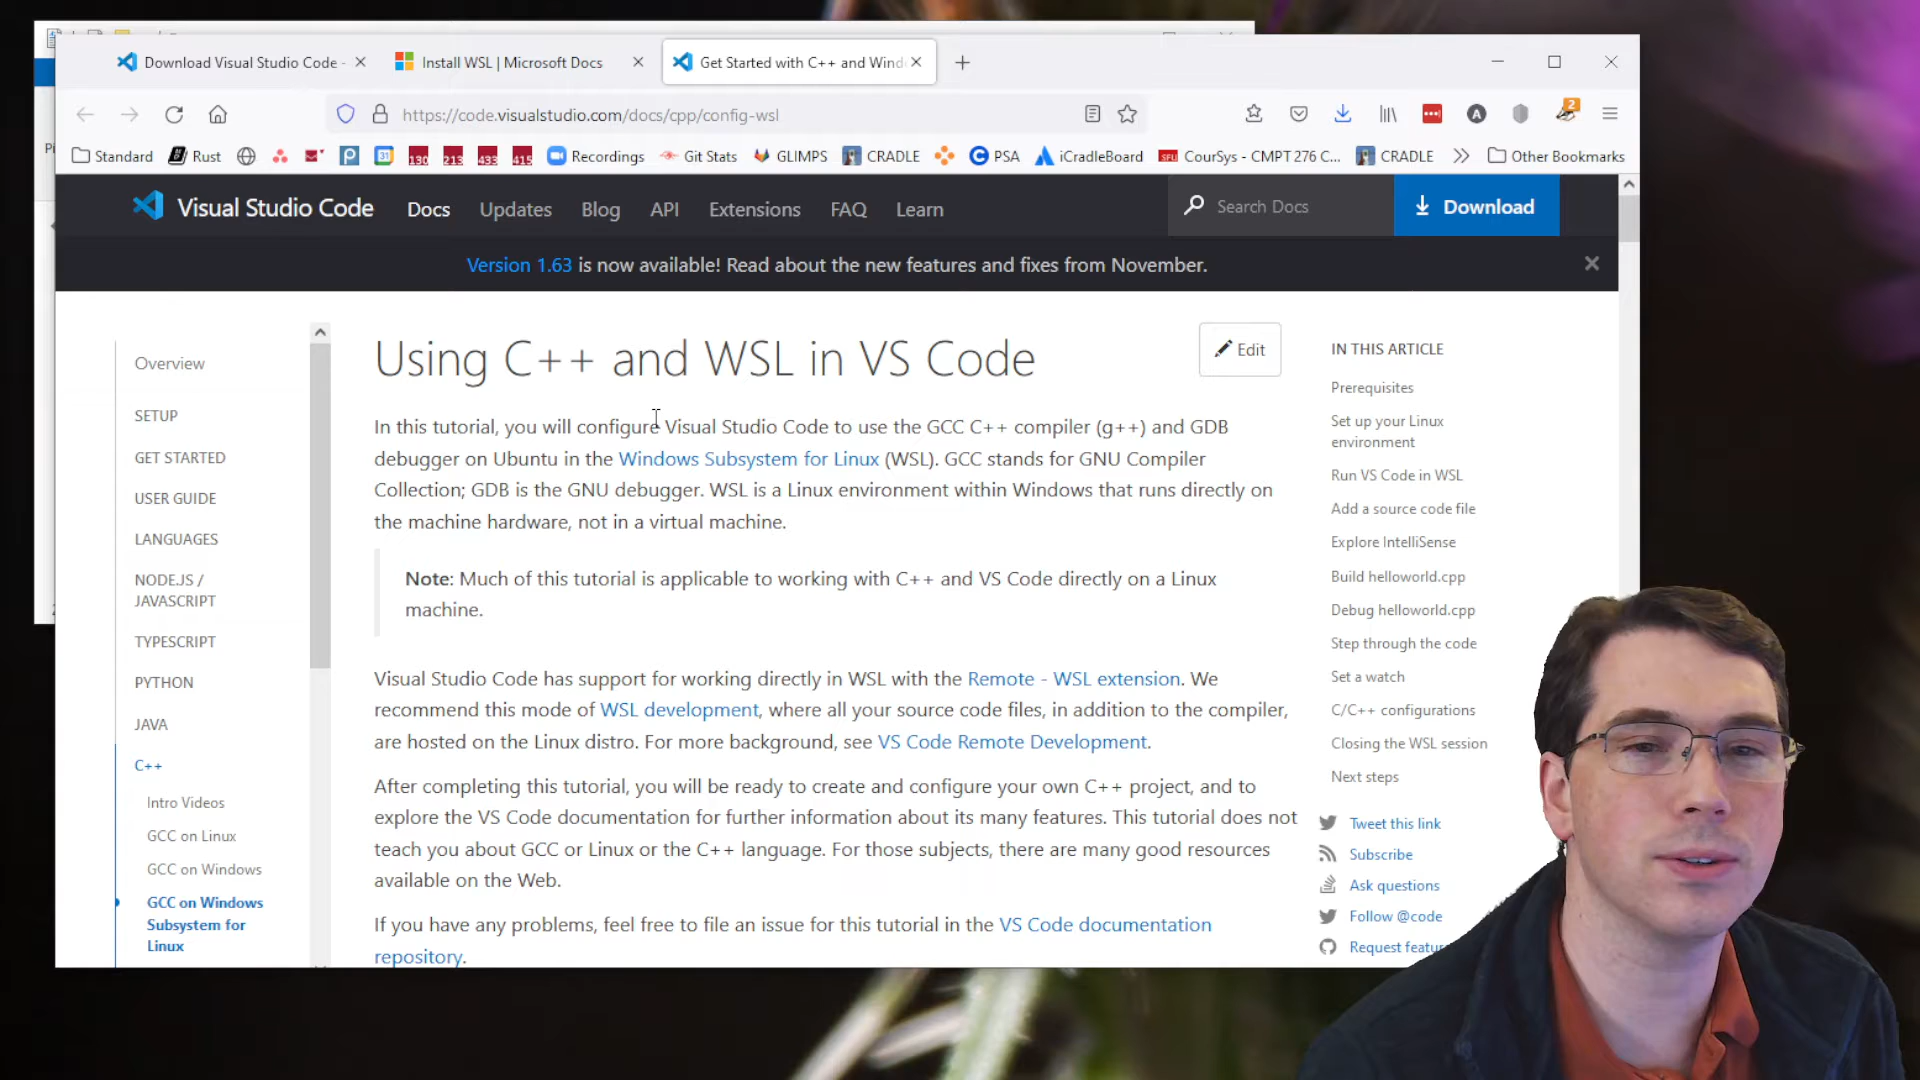 Download Visual Studio Code -
Install WSL | Microsoft Docs
Get Started with C++ and Wind
https://code.visualstudio.com/docs/cpp/config-wsl
2
Standard
Rust
31
130
213
433
415
Recordings
Git Stats
GLIMPS
CRADLE
PSA
iCradleBoard
SFU
CourSys - CMPT 276 C...
CRADLE
Other Bookmarks
Visual Studio Code
Docs
Updates
Blog
API
Extensions
FAQ
Learn
Search Docs
Download
Version 1.63 is now available! Read about the new features and fixes from November.
Overview
SETUP
GET STARTED
USER GUIDE
LANGUAGES
NODE.JS /
JAVASCRIPT
TYPESCRIPT
PYTHON
JAVA
C++
Intro Videos
GCC on Linux
GCC on Windows
GCC on Windows
Subsystem for
Linux
Using C++ and WSL in VS Code
Edit
In this tutorial, you will configure Visual Studio Code to use the GCC C++ compiler (g++) and GDB
debugger on Ubuntu in the Windows Subsystem for Linux (WSL). GCC stands for GNU Compiler
Collection; GDB is the GNU debugger. WSL is a Linux environment within Windows that runs directly on
the machine hardware, not in a virtual machine.
Note: Much of this tutorial is applicable to working with C++ and VS Code directly on a Linux
machine.
Visual Studio Code has support for working directly in WSL with the Remote - WSL extension. We
recommend this mode of WSL development, where all your source code files, in addition to the compiler,
are hosted on the Linux distro. For more background, see VS Code Remote Development.
After completing this tutorial, you will be ready to create and configure your own C++ project, and to
explore the VS Code documentation for further information about its many features. This tutorial does not
teach you about GCC or Linux or the C++ language. For those subjects, there are many good resources
available on the Web.
If you have any problems, feel free to file an issue for this tutorial in the VS Code documentation
repository.
IN THIS ARTICLE
Prerequisites
Set up your Linux
environment
Run VS Code in WSL
Add a source code file
Explore IntelliSense
Build helloworld.cpp
Debug helloworld.cpp
Step through the code
Set a watch
C/C++ configurations
Closing the WSL session
Next steps
Tweet this link
Subscribe
Ask questions
Follow @code
Request featur